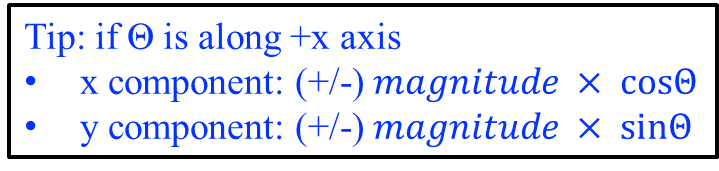 Tip: if Θ is along +x axis
• x component: (+/-) magnitude × cosΘ
• y component: (+/-) magnitude × sinΘ